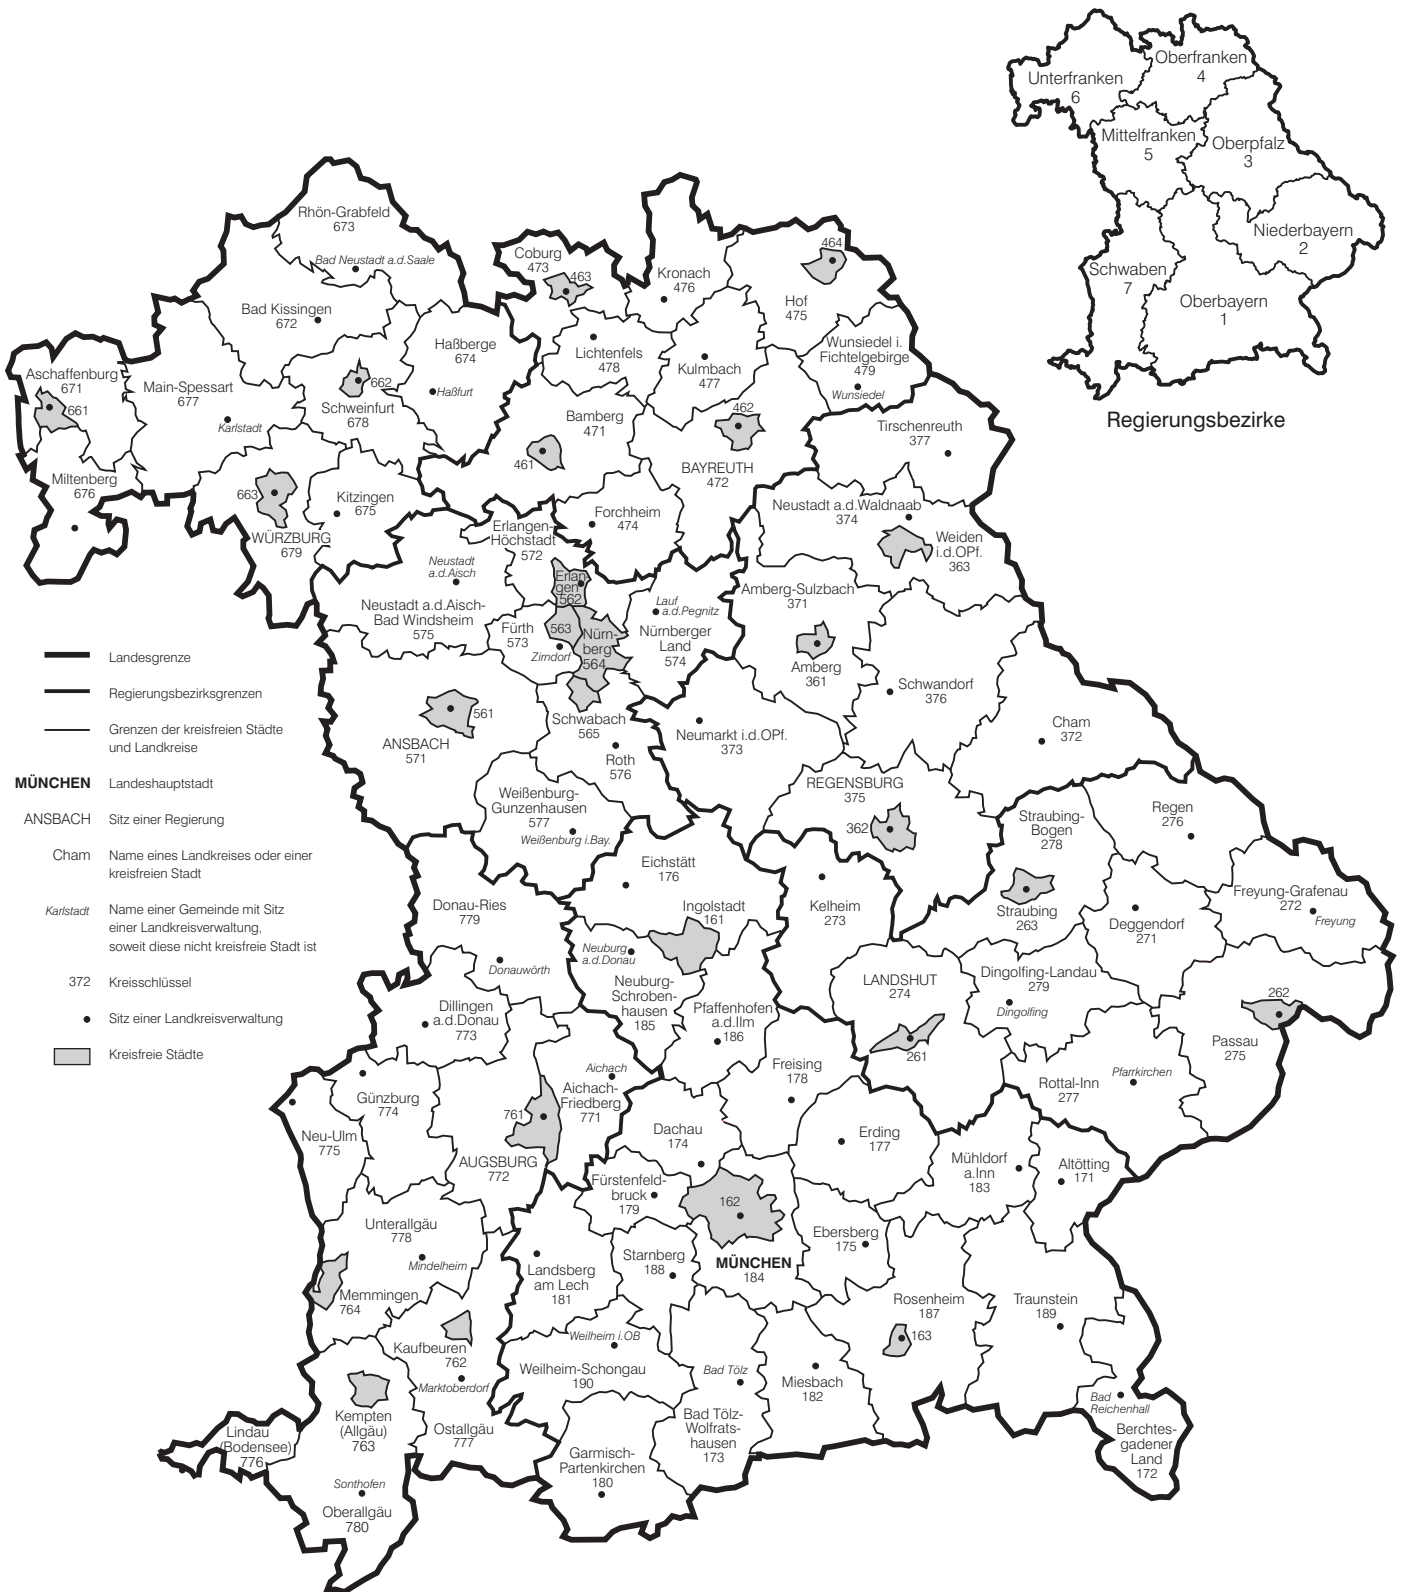 Oberfranken
4
Unterfranken
6
Mittelfranken
5
Oberpfalz
3
Niederbayern
2
Schwaben
7
Oberbayern
1
Regierungsbezirke
Rhön-Grabfeld
673
Bad Neustadt a.d.Saale
Coburg
473
463
Kronach
476
464
Hof
475
Bad Kissingen
672
Haßberge
674
Haßfurt
Lichtenfels
478
Kulmbach
477
Wunsiedel i.
Fichtelgebirge
479
Wunsiedel
Aschaffenburg
671
661
Main-Spessart
677
Karlstadt
662
Schweinfurt
678
Bamberg
471
461
462
BAYREUTH
472
Tirschenreuth
377
Miltenberg
676
663
WÜRZBURG
679
Kitzingen
675
Erlangen-
Höchstadt
572
Forchheim
474
Neustadt a.d.Waldnaab
374
Weiden
i.d.OPf.
363
Neustadt
a.d.Aisch
Neustadt a.d.Aisch-
Bad Windsheim
575
Erlan-
gen
562
Fürth
573
Zirndorf
563
Nürn-
berg
564
Lauf
a.d.Pegnitz
Nürnberger
Land
574
Amberg-Sulzbach
371
Amberg
361
Schwandorf
376
Cham
372
561
ANSBACH
571
Schwabach
565
Roth
576
Neumarkt i.d.OPf.
373
REGENSBURG
375
362
Weißenburg-
Gunzenhausen
577
Weißenburg i.Bay.
Straubing-
Bogen
278
Straubing
263
Regen
276
Freyung-Grafenau
272
Freyung
Deggendorf
271
Landesgrenze
Regierungsbezirksgrenzen
Grenzen der kreisfreien Städte
und Landkreise
MÜNCHEN Landeshauptstadt
ANSBACH Sitz einer Regierung
Cham Name eines Landkreises oder einer
kreisfreien Stadt
Karlstadt Name einer Gemeinde mit Sitz
einer Landkreisverwaltung,
soweit diese nicht kreisfreie Stadt ist
372 Kreisschlüssel
Sitz einer Landkreisverwaltung
Kreisfreie Städte
Eichstätt
176
Ingolstadt
161
Kelheim
273
Donau-Ries
779
Donauwörth
Neuburg
a.d.Donau
Neuburg-
Schroben-
hausen
185
Pfaffenhofen
a.d.Ilm
186
LANDSHUT
274
261
Dingolfing-Landau
279
Dingolfing
262
Passau
275
Rottal-Inn
277
Pfarrkirchen
Dillingen
a.d.Donau
773
Günzburg
774
Neu-Ulm
775
Aichach
Aichach-
Friedberg
771
761
AUGSBURG
772
Freising
178
Dachau
174
Erding
177
Mühldorf
a.Inn
183
Altötting
171
Fürstenfeld-
bruck
179
162
MÜNCHEN
184
Ebersberg
175
Unterallgäu
778
Mindelheim
Memmingen
764
Landsberg
am Lech
181
Starnberg
188
Rosenheim
187
163
Traunstein
189
Kaufbeuren
762
Marktoberdorf
Ostallgäu
777
Weilheim i.OB
Weilheim-Schongau
190
Bad Tölz
Bad Tölz-
Wolfrats-
hausen
173
Miesbach
182
Bad
Reichenhall
Berchtes-
gadener
Land
172
Kempten
(Allgäu)
763
Lindau
(Bodensee)
776
Sonthofen
Oberallgäu
780
Garmisch-
Partenkirchen
180